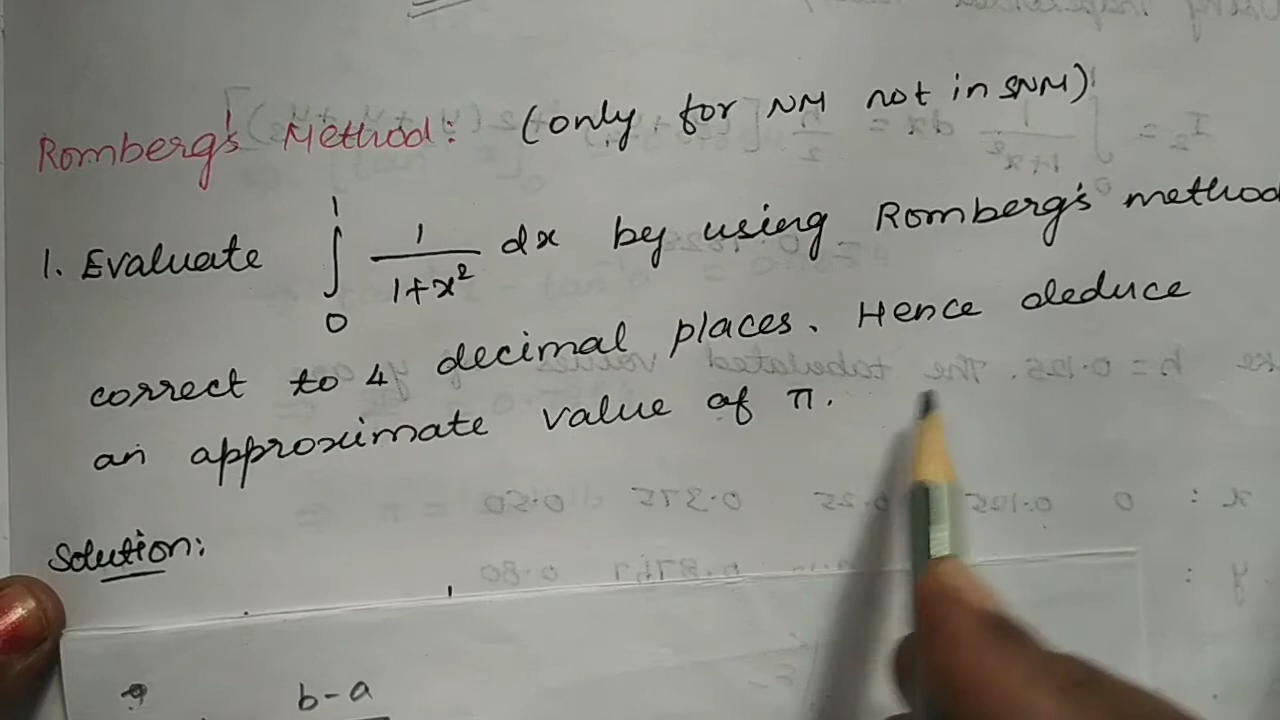 Romberg's Method: (only for NM not in SNM)
1. Evaluate ∫₀¹ 1/(1+x²) dx by using Romberg's method
correct to 4 decimal places. Hence deduce
an approximate value of π.
Solution:
b-a